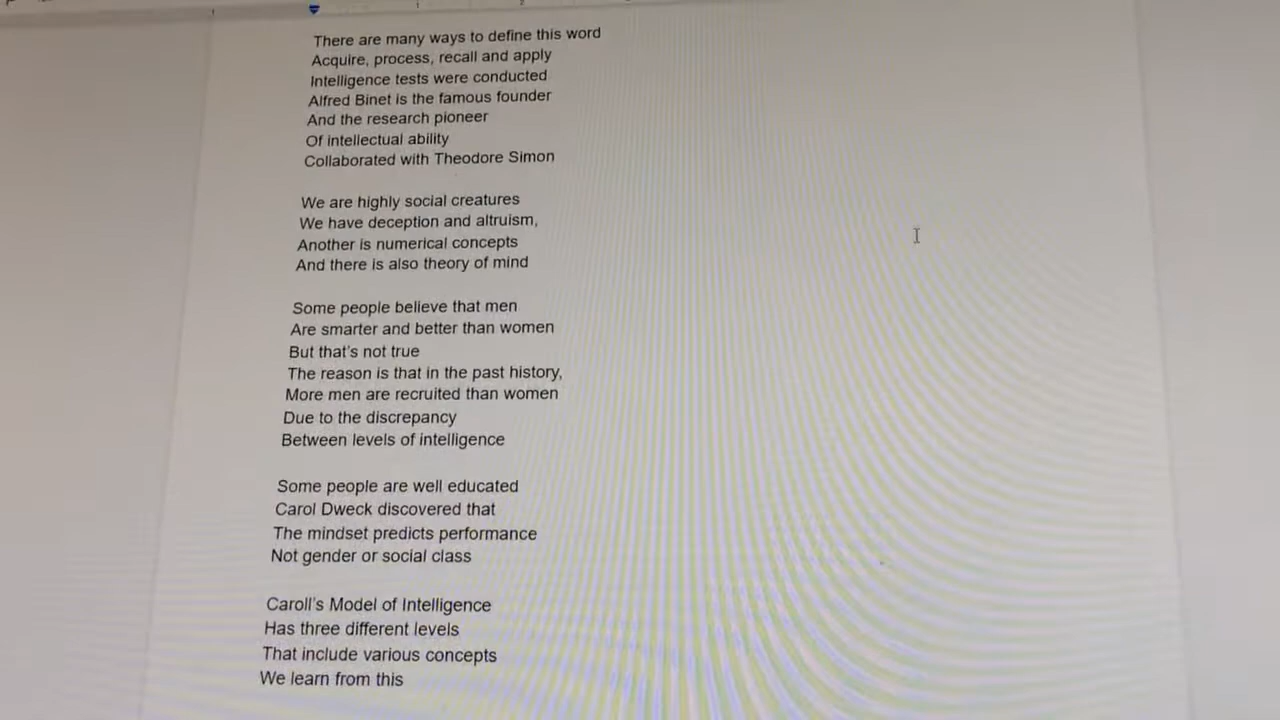 There are many ways to define this word
Acquire, process, recall and apply
Intelligence tests were conducted
Alfred Binet is the famous founder
And the research pioneer
Of intellectual ability
Collaborated with Theodore Simon
We are highly social creatures
We have deception and altruism,
Another is numerical concepts
And there is also theory of mind
Some people believe that men
Are smarter and better than women
But that's not true
The reason is that in the past history,
More men are recruited than women
Due to the discrepancy
Between levels of intelligence
Some people are well educated
Carol Dweck discovered that
The mindset predicts performance
Not gender or social class
Caroll's Model of Intelligence
Has three different levels
That include various concepts
We learn from this